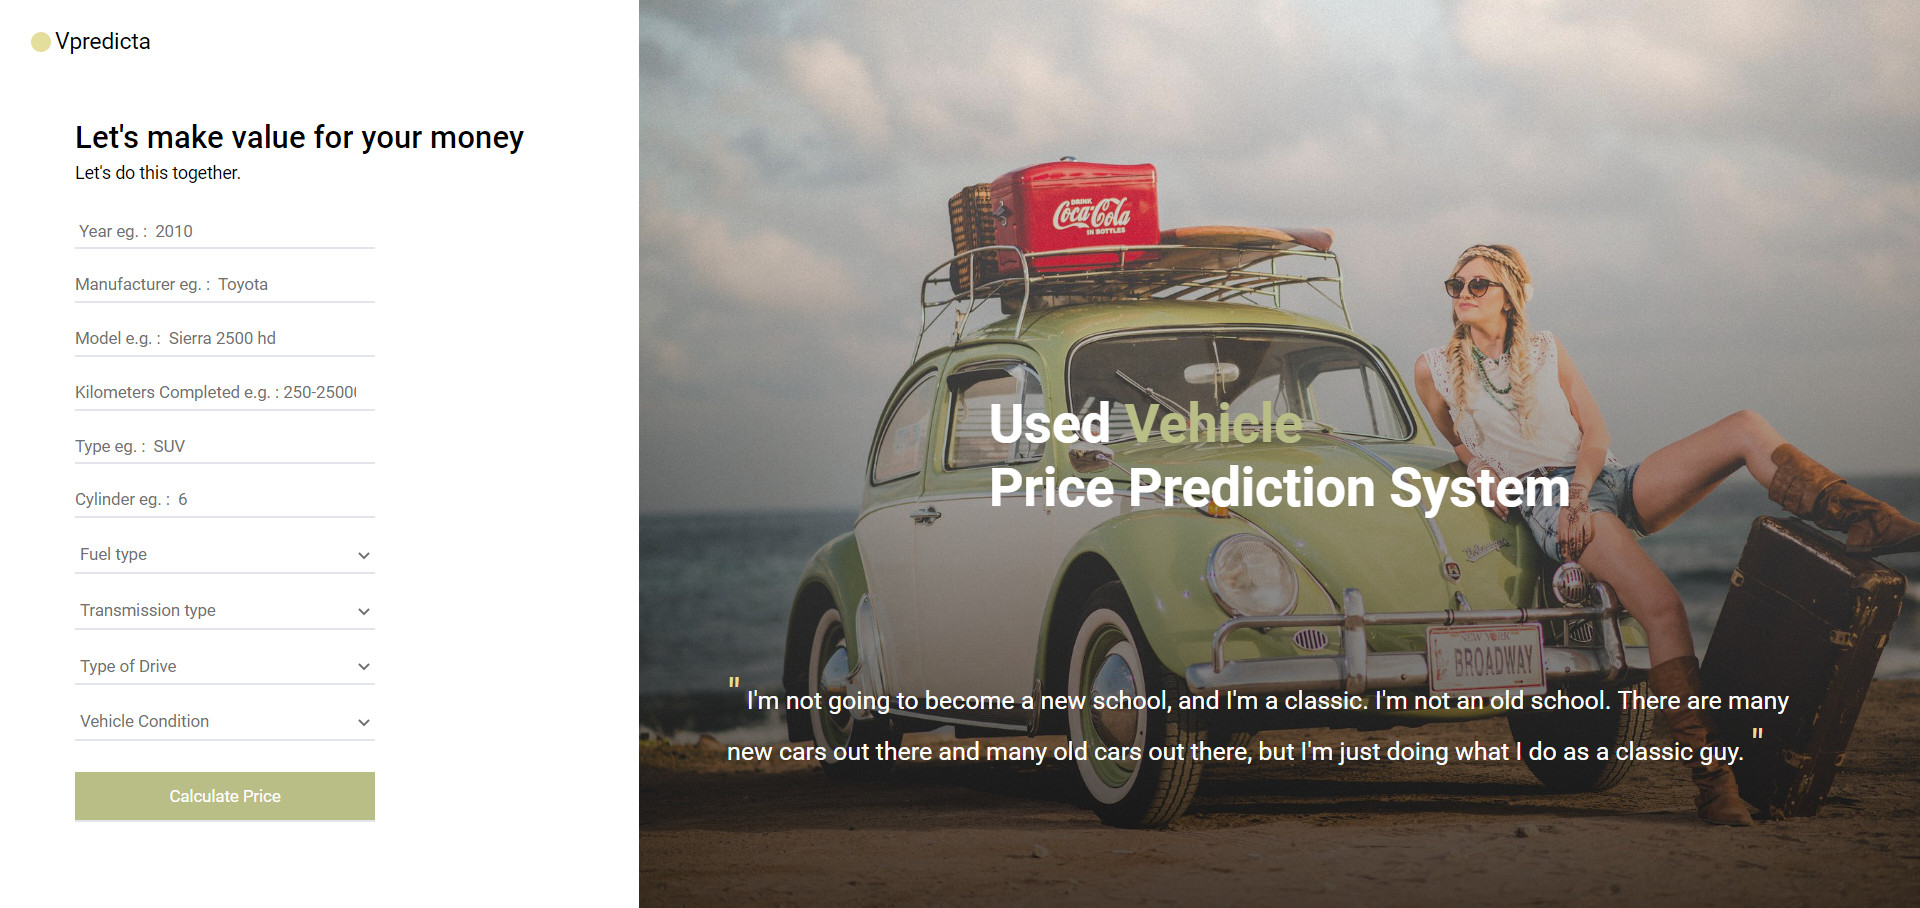 Vpredicta
Let's make value for your money
Let's do this together.
Year eg. : 2010
Manufacturer eg. : Toyota
Model e.g. : Sierra 2500 hd
Kilometers Completed e.g. : 250-2500
Type eg. : SUV
Cylinder eg. : 6
Fuel type
Transmission type
Type of Drive
Vehicle Condition
Calculate Price
DRINK
Coca-Cola
IN BOTTLES
Used Vehicle
Price Prediction System
Volkswagen
NEW YORK
BROADWAY
" I'm not going to become a new school, and I'm a classic. I'm not an old school. There are many
new cars out there and many old cars out there, but I'm just doing what I do as a classic guy. "